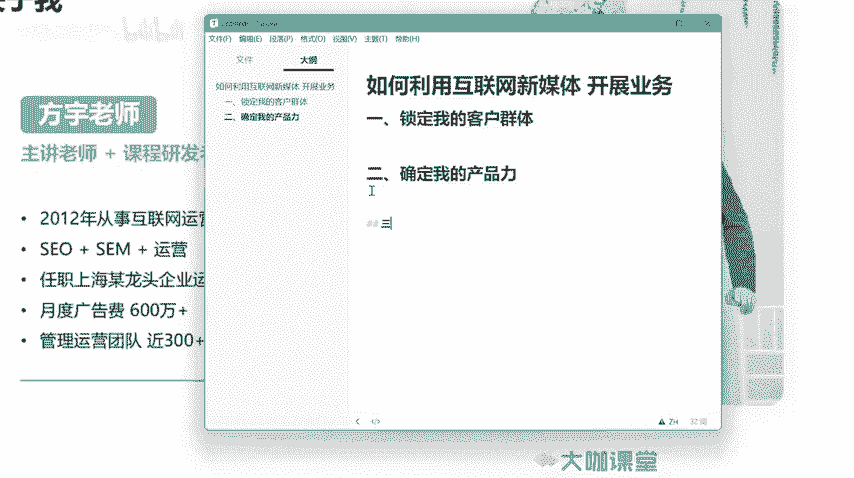 文件(F) 编辑(E) 段落(P) 格式(O) 视图(V) 主题(T) 帮助(H)
文件 大纲
如何利用互联网新媒体 开展业务
一、锁定我的客户群体
二、确定我的产品力
如何利用互联网新媒体 开展业务
一、锁定我的客户群体
二、确定我的产品力
## 三
ZH 32 词
方宇老师
主讲老师 + 课程研发
• 2012年从事互联网运营
• SEO + SEM + 运营
• 任职上海某龙头企业运
• 月度广告费 600万+
• 管理运营团队 近300+
大咖课堂